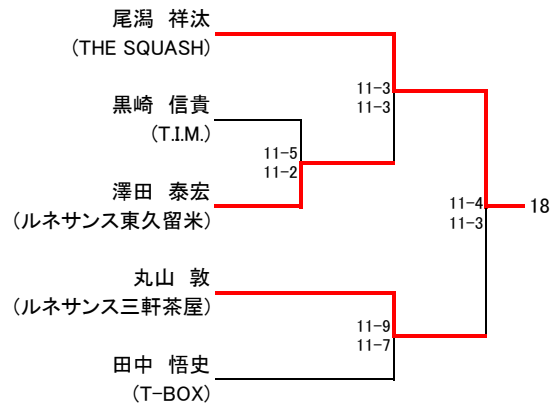 尾潟 祥汰
(THE SQUASH)
11-3
11-3
黒崎 信貴
(T.I.M.)
11-5
11-2
澤田 泰宏
(ルネサンス東久留米)
11-4
11-3
18
丸山 敦
(ルネサンス三軒茶屋)
11-9
11-7
田中 悟史
(T-BOX)